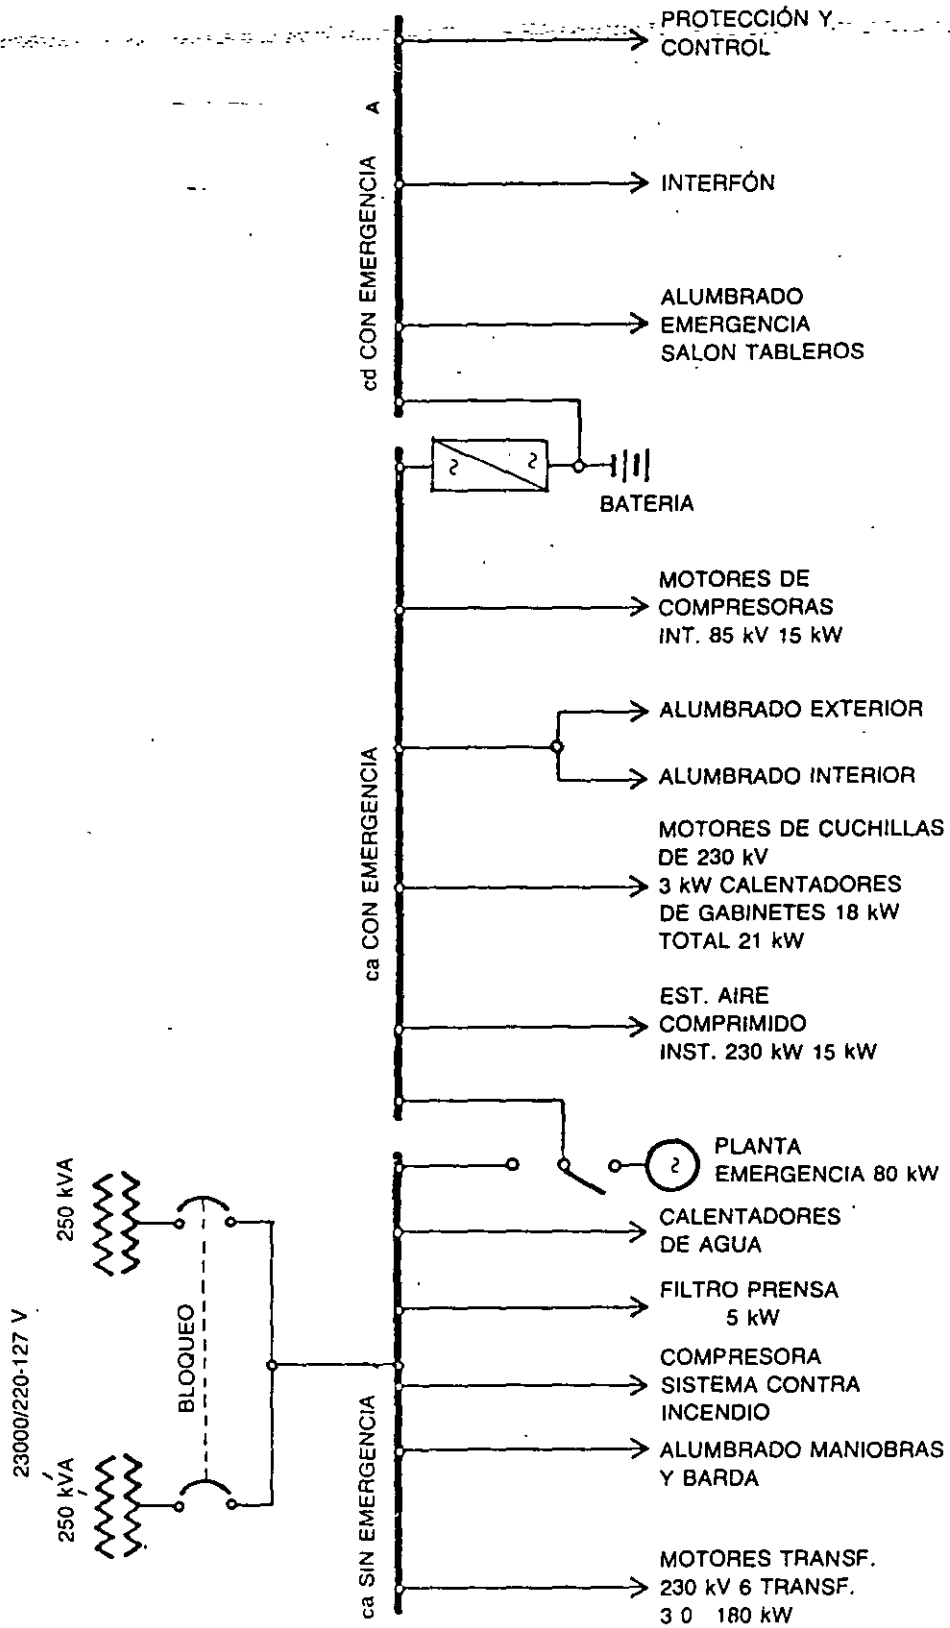 PROTECCIÓN Y
CONTROL
A
cd CON EMERGENCIA
INTERFÓN
ALUMBRADO
EMERGENCIA
SALON TABLEROS
BATERIA
MOTORES DE
COMPRESORAS
INT. 85 kV 15 kW
ALUMBRADO EXTERIOR
ALUMBRADO INTERIOR
ca CON EMERGENCIA
MOTORES DE CUCHILLAS
DE 230 kV
3 kW CALENTADORES
DE GABINETES 18 kW
TOTAL 21 kW
EST. AIRE
COMPRIMIDO
INST. 230 kW 15 kW
PLANTA
EMERGENCIA 80 kW
CALENTADORES
DE AGUA
FILTRO PRENSA
5 kW
COMPRESORA
SISTEMA CONTRA
INCENDIO
ALUMBRADO MANIOBRAS
Y BARDA
MOTORES TRANSF.
230 kV 6 TRANSF.
3 0 180 kW
ca SIN EMERGENCIA
250 kVA
BLOQUEO
23000/220-127 V
250 kVA